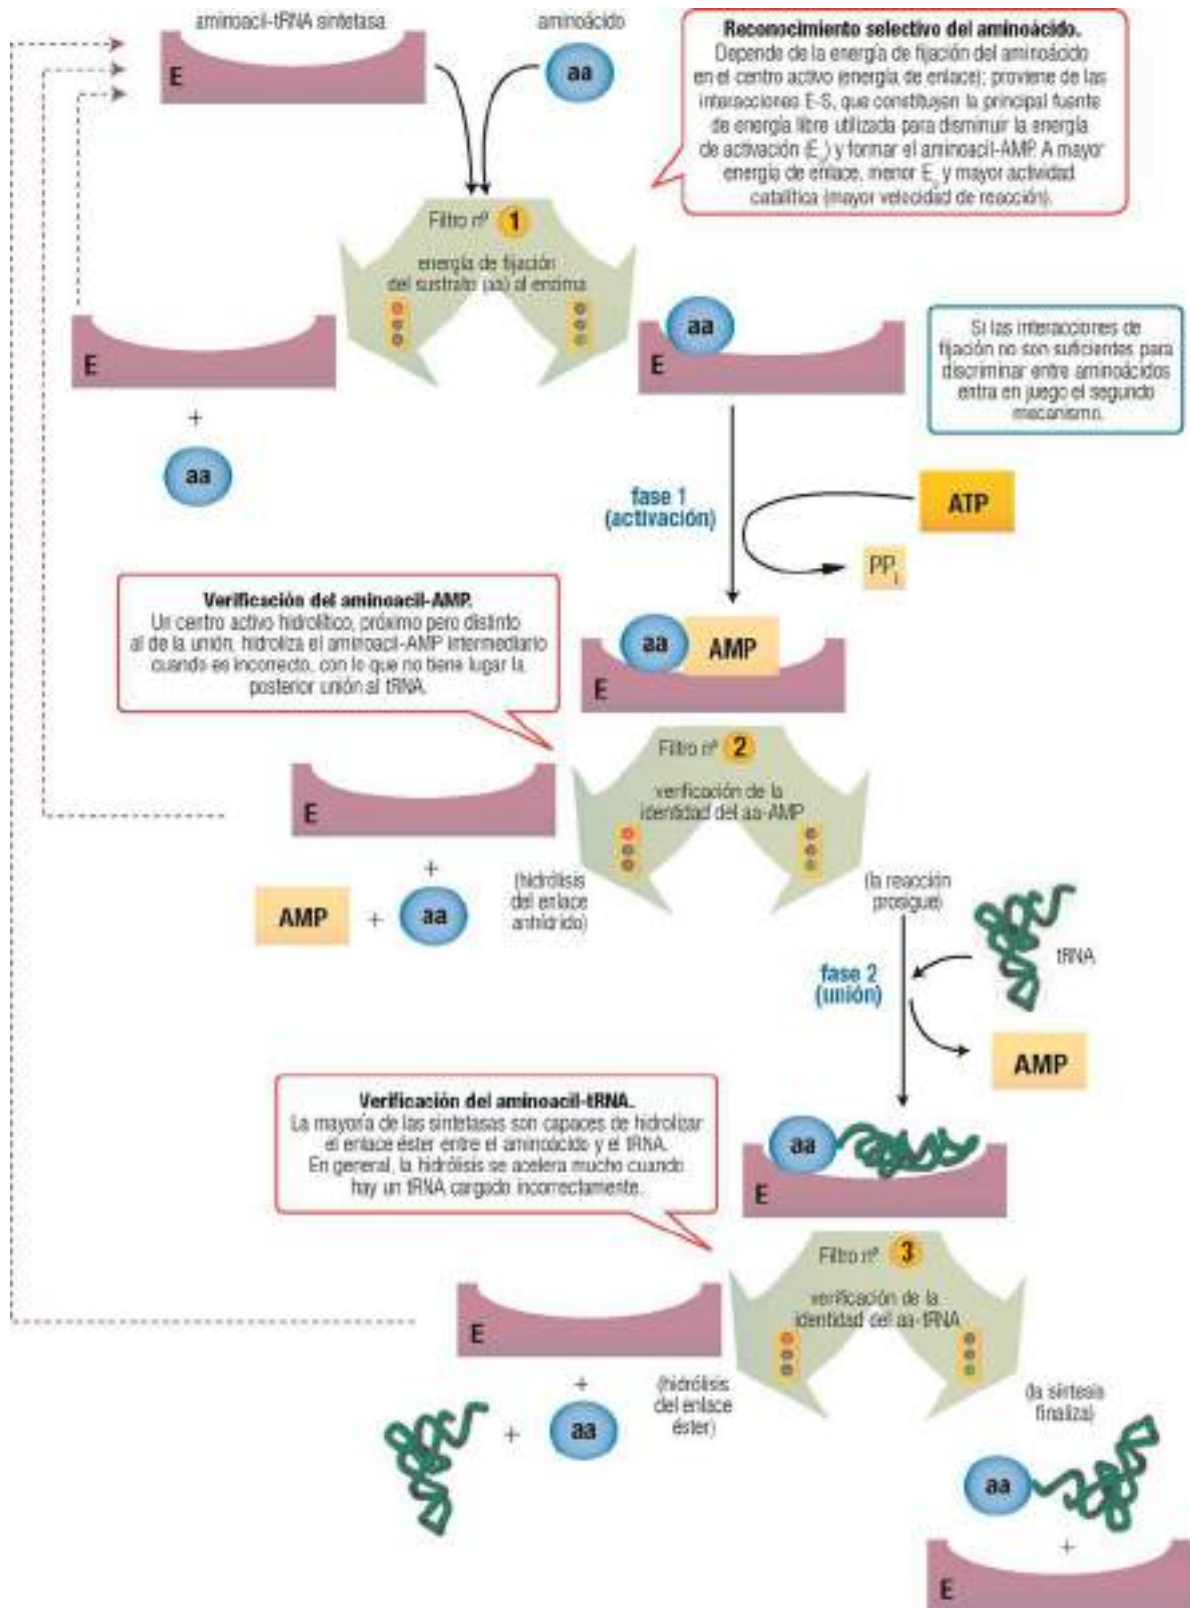 aminoacil-tRNA sintetasa
aminoácido
E
aa
Reconocimiento selectivo del aminoácido.
Depende de la energía de fijación del aminoácido
en el centro activo (energía de enlace); proviene de las
interacciones E-S, que constituyen la principal fuente
de energía libre utilizada para disminuir la energía
de activación (Ea) y formar el aminoacil-AMP. A mayor
energía de enlace, menor Ea y mayor actividad
catalítica (mayor velocidad de reacción).
Filtro nº 1
energía de fijación
del sustrato (aa) al enzima
E
+
aa
aa
E
Si las interacciones de
fijación no son suficientes para
discriminar entre aminoácidos
entra en juego el segundo
mecanismo.
fase 1
(activación)
ATP
PPi
Verificación del aminoacil-AMP.
Un centro activo hidrolítico, próximo pero distinto
al de la unión, hidroliza el aminoacil-AMP intermediario
cuando es incorrecto, con lo que no tiene lugar la
posterior unión al tRNA.
aa AMP
E
Filtro nº 2
verificación de la
identidad del aa-AMP
E
+
AMP + aa
(hidrólisis
del enlace
anhídrido)
(la reacción
prosigue)
tRNA
fase 2
(unión)
AMP
Verificación del aminoacil-tRNA.
La mayoría de las sintetasas son capaces de hidrolizar
el enlace éster entre el aminoácido y el tRNA.
En general, la hidrólisis se acelera mucho cuando
hay un tRNA cargado incorrectamente.
aa
E
Filtro nº 3
verificación de la
identidad del aa-tRNA
E
+
+ aa
(hidrólisis
del enlace
éster)
(la síntesis
finaliza)
aa
+
E